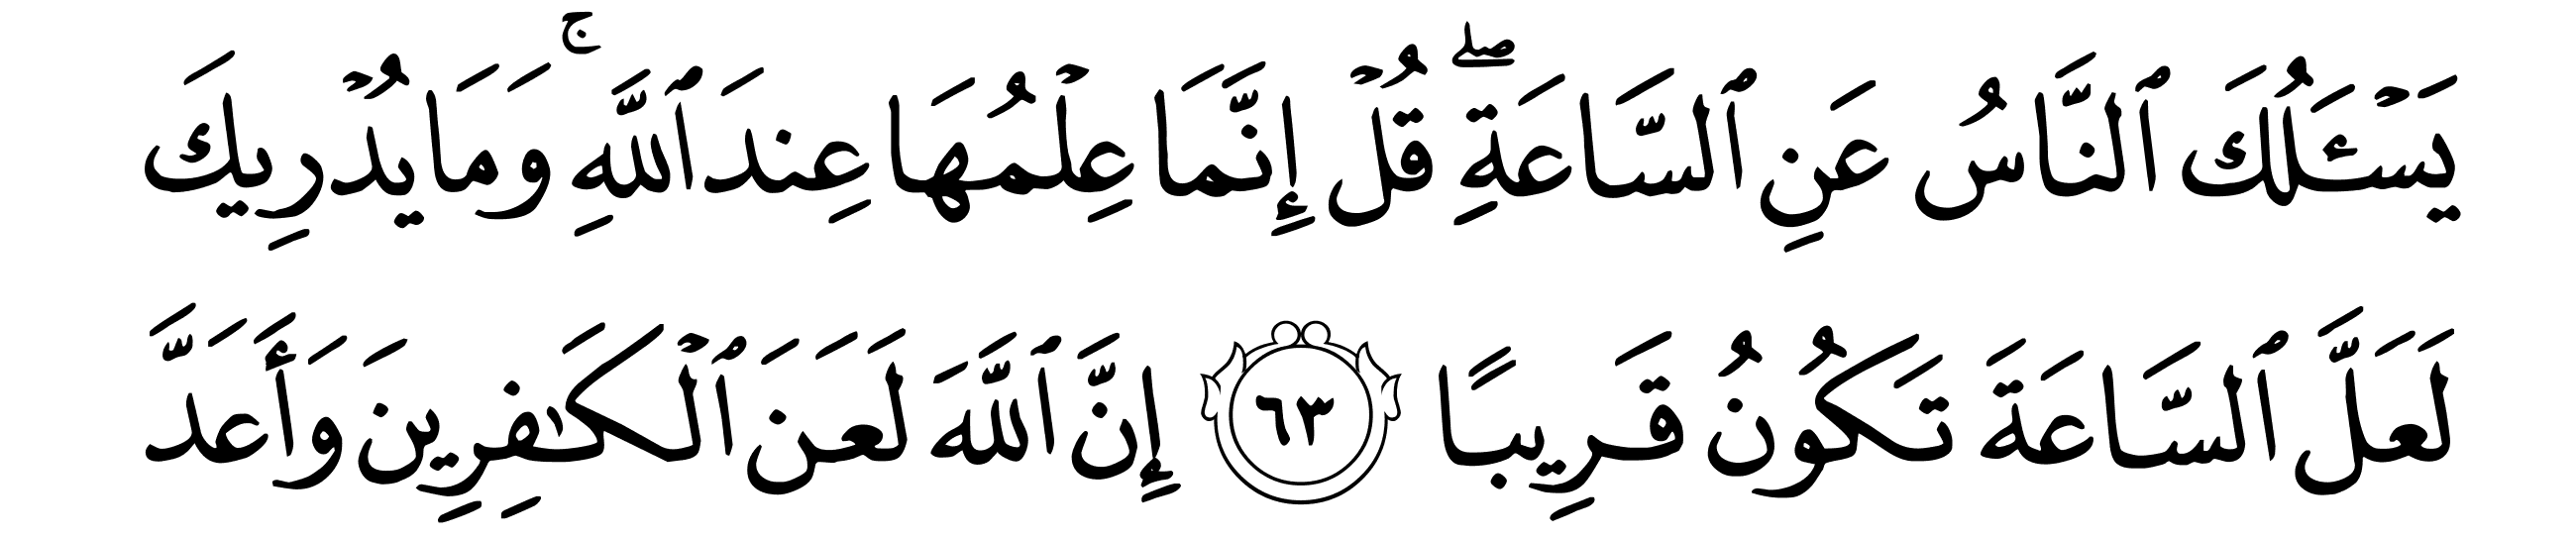 يَسْـَٔلُكَ ٱلنَّاسُ عَنِ ٱلسَّاعَةِۖ قُلْ إِنَّمَا عِلْمُهَا عِندَ ٱللَّهِۚ وَمَا يُدْرِيكَ
لَعَلَّ ٱلسَّاعَةَ تَكُونُ قَرِيبًا ٦٣ إِنَّ ٱللَّهَ لَعَنَ ٱلْكَـٰفِرِينَ وَأَعَدَّ